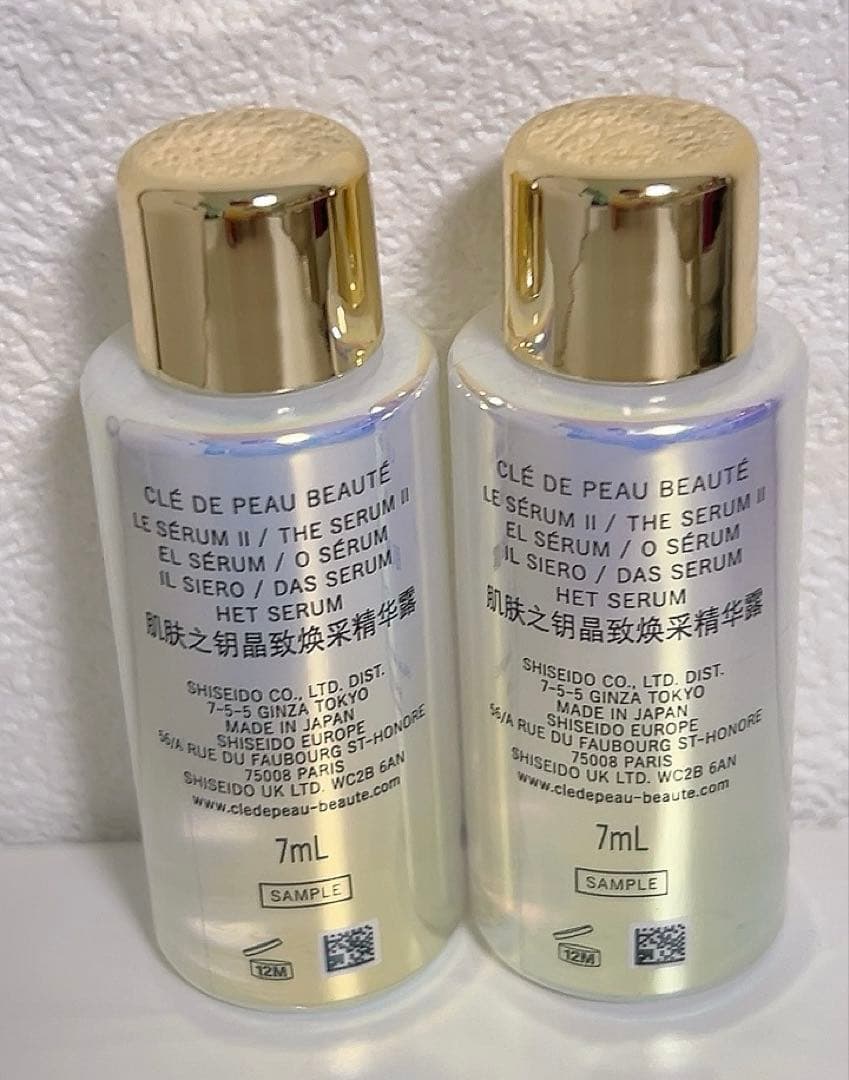 CLÉ DE PEAU BEAUTÉ
LE SÉRUM II / THE SERUM II
EL SÉRUM / O SÉRUM
IL SIERO / DAS SERUM
HET SERUM
肌肤之钥晶致焕采精华露
SHISEIDO CO., LTD. DIST.
7-5-5 GINZA TOKYO
MADE IN JAPAN
SHISEIDO EUROPE
56/A RUE DU FAUBOURG ST-HONORE
75008 PARIS
SHISEIDO UK LTD. WC2B 6AN
www.cledepeau-beaute.com
7mL
SAMPLE
12M
CLÉ DE PEAU BEAUTÉ
LE SÉRUM II / THE SERUM II
EL SÉRUM / O SÉRUM
IL SIERO / DAS SERUM
HET SERUM
肌肤之钥晶致焕采精华露
SHISEIDO CO., LTD. DIST.
7-5-5 GINZA TOKYO
MADE IN JAPAN
SHISEIDO EUROPE
56/A RUE DU FAUBOURG ST-HONORE
75008 PARIS
SHISEIDO UK LTD. WC2B 6AN
www.cledepeau-beaute.com
7mL
SAMPLE
12M